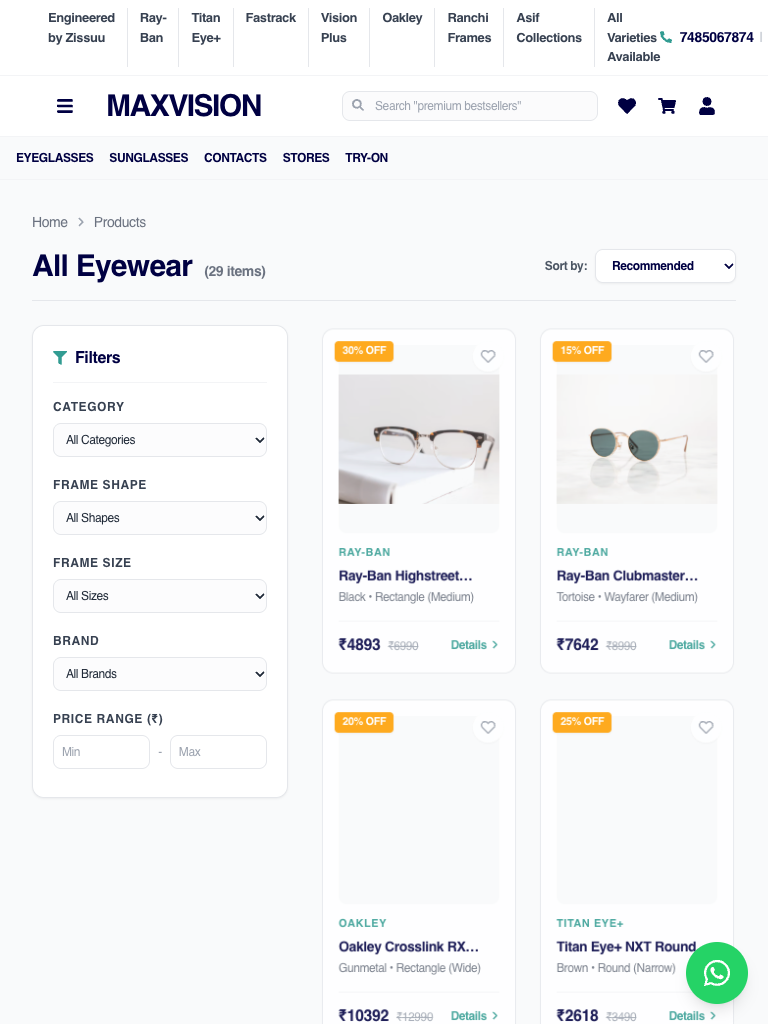 Engineered by Zissuu
Ray-Ban
Titan Eye+
Fastrack
Vision Plus
Oakley
Ranchi Frames
Asif Collections
All Varieties Available
7485067874
MAXVISION
Search "premium bestsellers"
EYEGLASSES
SUNGLASSES
CONTACTS
STORES
TRY-ON
Home
Products
All Eyewear (29 items)
Sort by: Recommended
Filters
CATEGORY
All Categories
FRAME SHAPE
All Shapes
FRAME SIZE
All Sizes
BRAND
All Brands
PRICE RANGE (₹)
Min - Max
30% OFF
RAY-BAN
Ray-Ban Highstreet...
Black • Rectangle (Medium)
₹4893 ₹6990 Details
15% OFF
RAY-BAN
Ray-Ban Clubmaster...
Tortoise • Wayfarer (Medium)
₹7642 ₹8990 Details
20% OFF
OAKLEY
Oakley Crosslink RX...
Gunmetal • Rectangle (Wide)
₹10392 ₹12990 Details
25% OFF
TITAN EYE+
Titan Eye+ NXT Round
Brown • Round (Narrow)
₹2618 ₹3490 Details